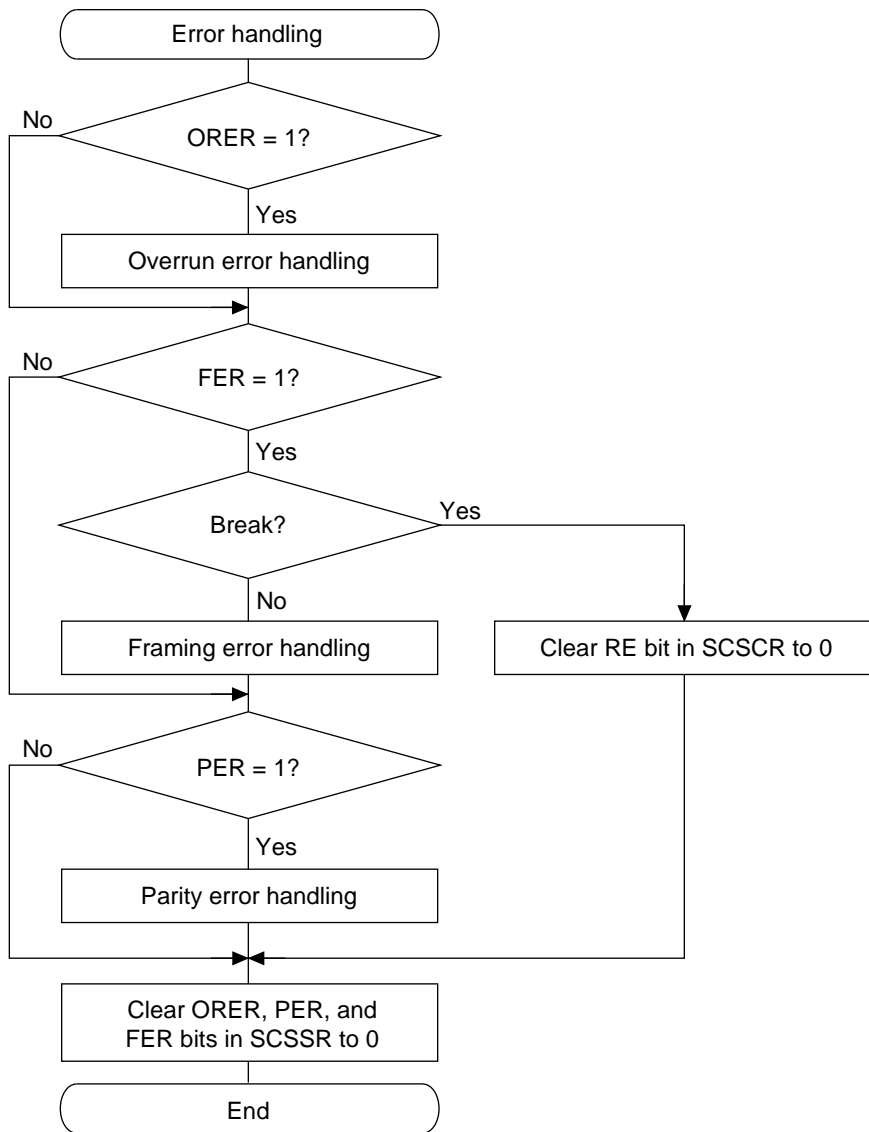 Error handling
No
ORER = 1?
Yes
Overrun error handling
No
FER = 1?
Yes
Break?
Yes
No
Framing error handling
Clear RE bit in SCSCR to 0
No
PER = 1?
Yes
Parity error handling
Clear ORER, PER, and
FER bits in SCSSR to 0
End